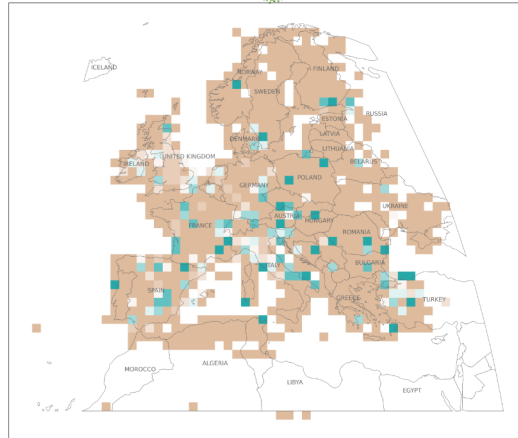 ICELAND
NORWAY
FINLAND
SWEDEN
ESTONIA
RUSSIA
LATVIA
DENMARK
LITHUANIA
UNITED KINGDOM
IRELAND
BELARUS
POLAND
GERMANY
UKRAINE
AUSTRIA
HUNGARY
FRANCE
ROMANIA
ITALY
BULGARIA
SPAIN
GREECE
TURKEY
MOROCCO
ALGERIA
LIBYA
EGYPT